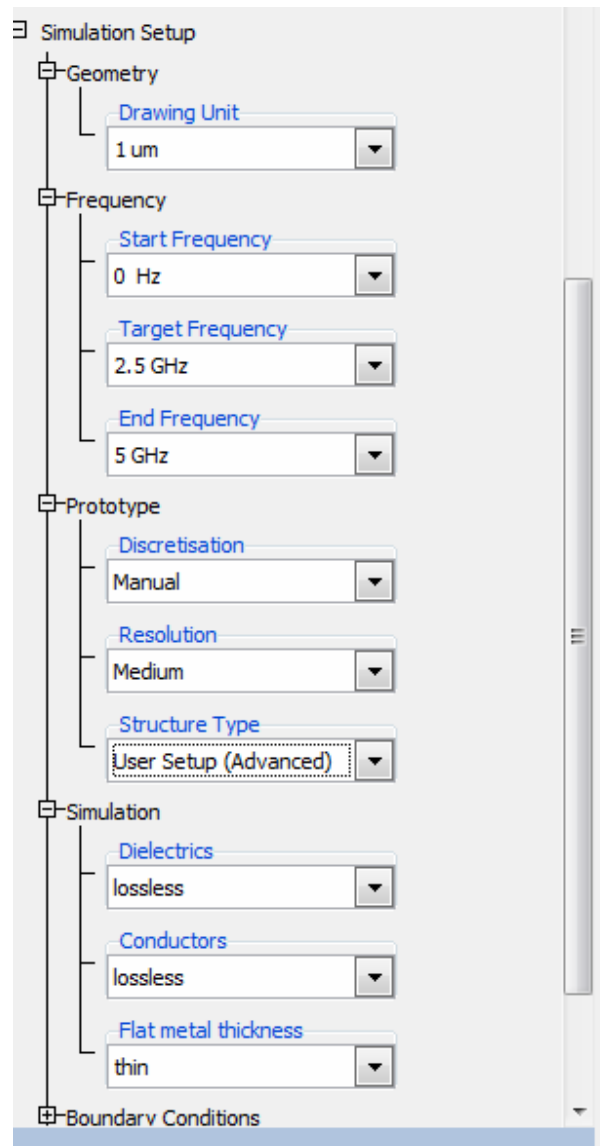 Simulation Setup
Geometry
Drawing Unit
1 um
Frequency
Start Frequency
0 Hz
Target Frequency
2.5 GHz
End Frequency
5 GHz
Prototype
Discretisation
Manual
Resolution
Medium
Structure Type
User Setup (Advanced)
Simulation
Dielectrics
lossless
Conductors
lossless
Flat metal thickness
thin
Boundary Conditions